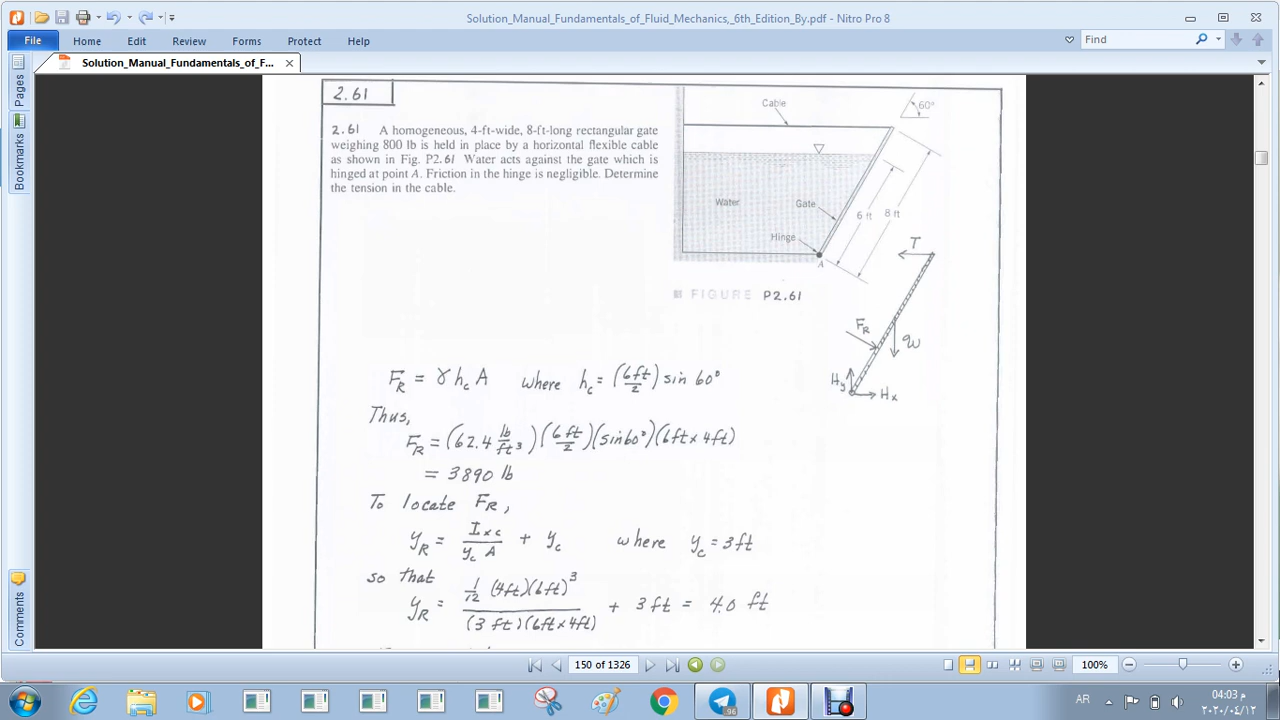 Solution_Manual_Fundamentals_of_Fluid_Mechanics,_6th_Edition_By.pdf - Nitro Pro 8
File Home Edit Review Forms Protect Help
Find
Solution_Manual_Fundamentals_of_F...
Pages
Bookmarks
Comments
2.61
2.61 A homogeneous, 4-ft-wide, 8-ft-long rectangular gate
weighing 800 lb is held in place by a horizontal flexible cable
as shown in Fig. P2.61 Water acts against the gate which is
hinged at point A. Friction in the hinge is negligible. Determine
the tension in the cable.
Cable
60°
Water
Gate
6 ft
8 ft
Hinge
A
FIGURE P2.61
T
F_R
W
H_y
H_x
F_R = γ h_c A where h_c = (6ft/2) sin 60°
Thus,
F_R = (62.4 lb/ft³)(6ft/2)(sin60°)(6ft x 4ft)
= 3890 lb
To locate F_R,
y_R = I_xc/(y_c A) + y_c where y_c = 3ft
so that
y_R = 1/12 (4ft)(6ft)³/((3 ft)(6ft x 4ft)) + 3 ft = 4.0 ft
150 of 1326
100%
96
AR
04:03 م
٢٠٢٠/٠٤/١٢